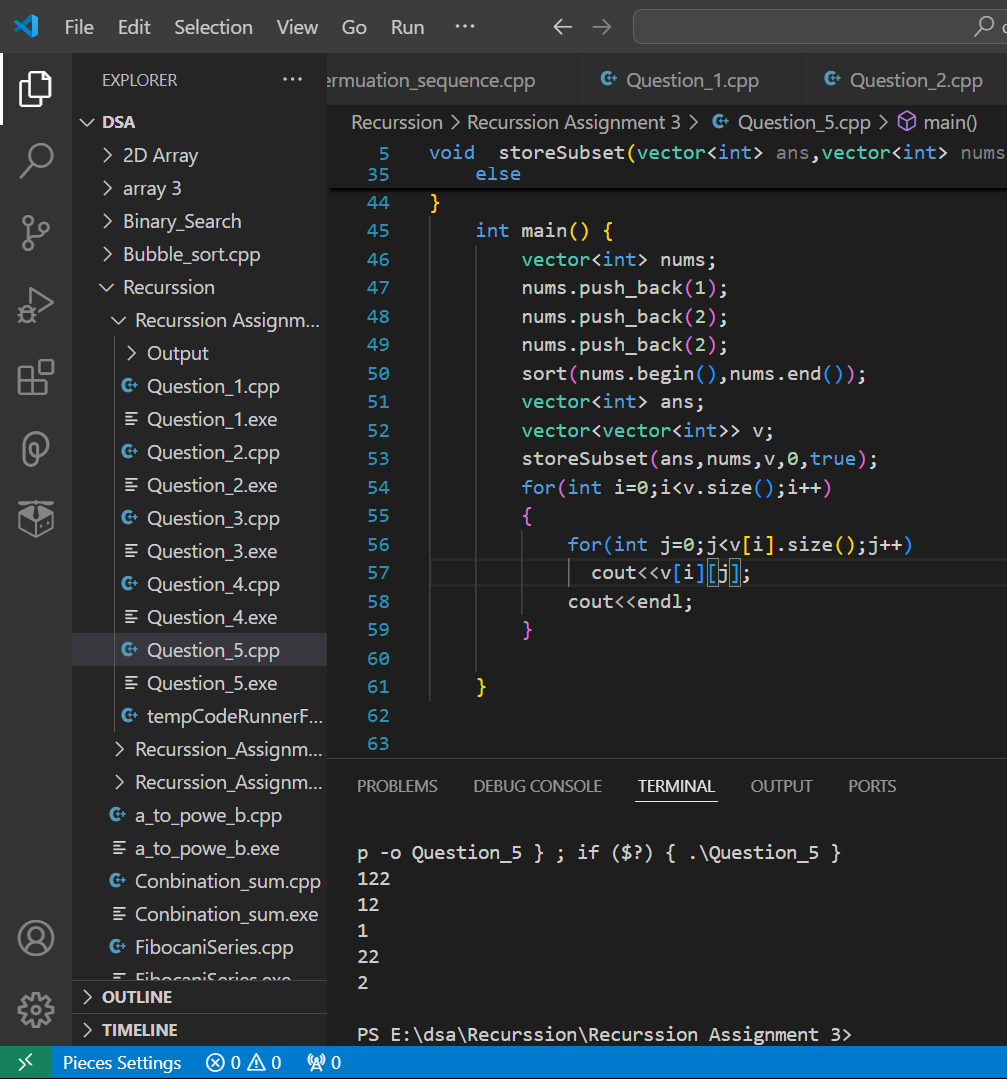 File Edit Selection View Go Run ···
EXPLORER ···
DSA
2D Array
array 3
Binary_Search
Bubble_sort.cpp
Recurssion
Recurssion Assignm...
Output
Question_1.cpp
Question_1.exe
Question_2.cpp
Question_2.exe
Question_3.cpp
Question_3.exe
Question_4.cpp
Question_4.exe
Question_5.cpp
Question_5.exe
tempCodeRunnerF...
Recurssion_Assignm...
Recurssion_Assignm...
a_to_powe_b.cpp
a_to_powe_b.exe
Conbination_sum.cpp
Conbination_sum.exe
FibocaniSeries.cpp
FibocaniSeries.exe
OUTLINE
TIMELINE
ermuation_sequence.cpp Question_1.cpp Question_2.cpp
Recurssion > Recurssion Assignment 3 > Question_5.cpp > main()
5 void storeSubset(vector<int> ans,vector<int> nums
35 else
44 }
45 int main() {
46 vector<int> nums;
47 nums.push_back(1);
48 nums.push_back(2);
49 nums.push_back(2);
50 sort(nums.begin(),nums.end());
51 vector<int> ans;
52 vector<vector<int>> v;
53 storeSubset(ans,nums,v,0,true);
54 for(int i=0;i<v.size();i++)
55 {
56 for(int j=0;j<v[i].size();j++)
57 cout<<v[i][j];
58 cout<<endl;
59 }
60
61 }
62
63
PROBLEMS DEBUG CONSOLE TERMINAL OUTPUT PORTS
p -o Question_5 } ; if ($?) { .\Question_5 }
122
12
1
22
2
PS E:\dsa\Recurssion\Recurssion Assignment 3>
Pieces Settings 0 0 0